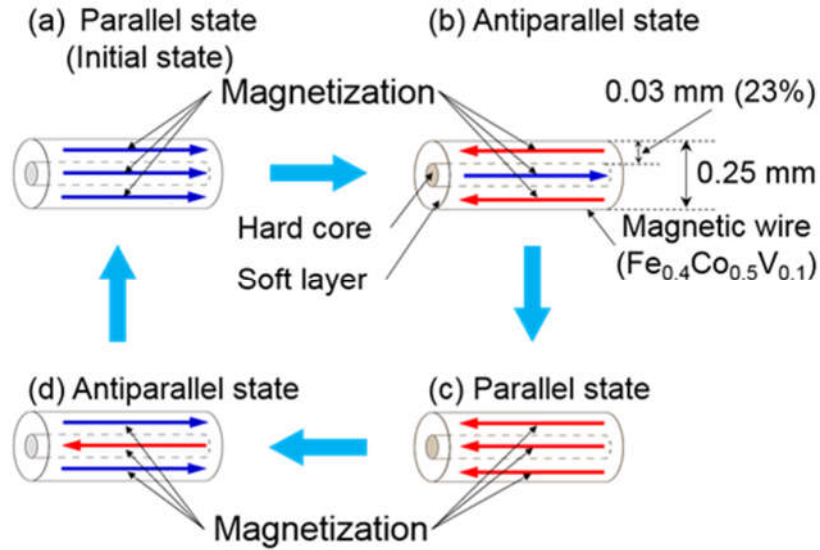 (a) Parallel state
(Initial state)
(b) Antiparallel state
Magnetization
0.03 mm (23%)
0.25 mm
Hard core
Soft layer
Magnetic wire
(Fe₀.₄Co₀.₅V₀.₁)
(d) Antiparallel state
(c) Parallel state
Magnetization